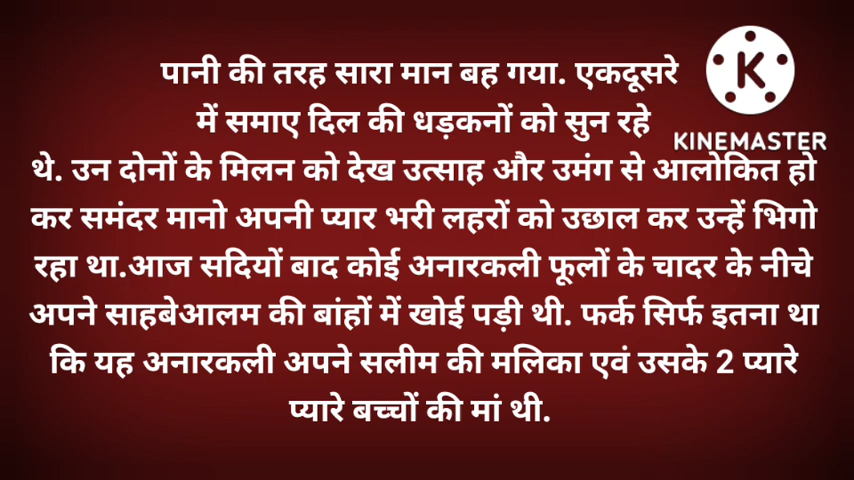 पानी की तरह सारा मान बह गया. एकदूसरे
में समाए दिल की धड़कनों को सुन रहे
थे. उन दोनों के मिलन को देख उत्साह और उमंग से आलोकित हो
कर समंदर मानो अपनी प्यार भरी लहरों को उछाल कर उन्हें भिगो
रहा था.आज सदियों बाद कोई अनारकली फूलों के चादर के नीचे
अपने साहबेआलम की बांहों में खोई पड़ी थी. फर्क सिर्फ इतना था
कि यह अनारकली अपने सलीम की मलिका एवं उसके 2 प्यारे
प्यारे बच्चों की मां थी.
K
KINEMASTER